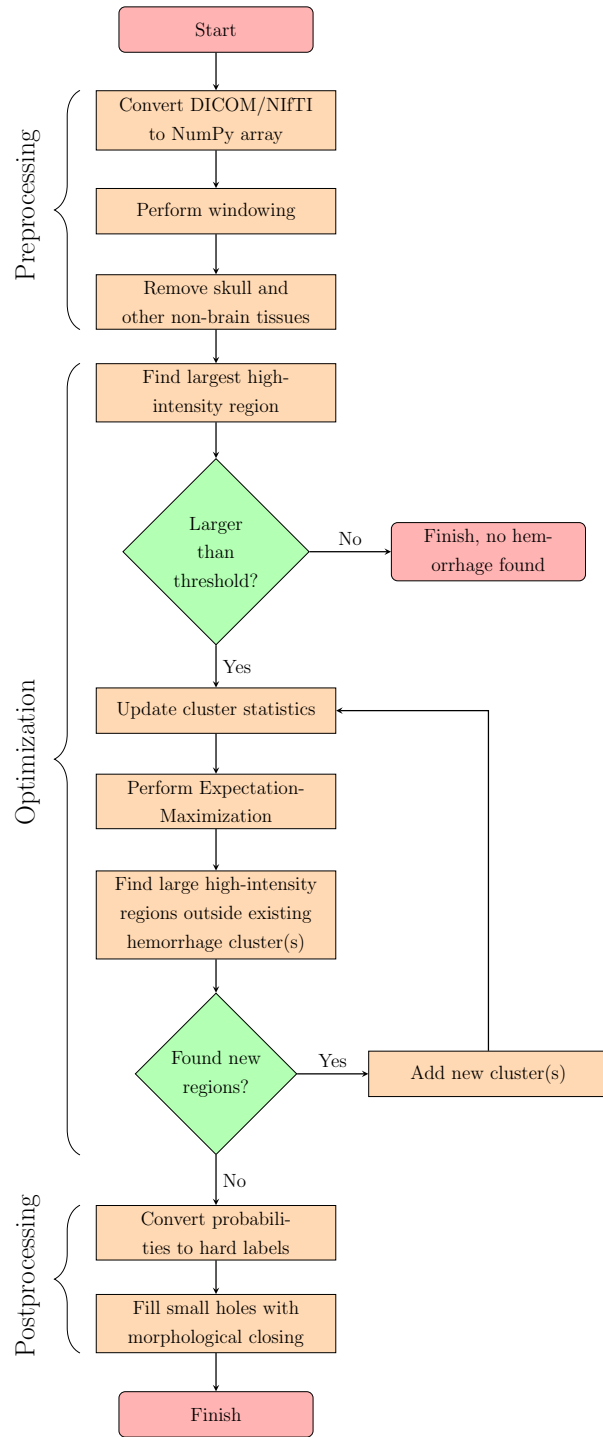 Start
Preprocessing
Convert DICOM/NIfTI
to NumPy array
Perform windowing
Remove skull and
other non-brain tissues
Optimization
Find largest high-
intensity region
Larger
than
threshold?
No
Finish, no hem-
orrhage found
Yes
Update cluster statistics
Perform Expectation-
Maximization
Find large high-intensity
regions outside existing
hemorrhage cluster(s)
Found new
regions?
Yes
Add new cluster(s)
No
Postprocessing
Convert probabili-
ties to hard labels
Fill small holes with
morphological closing
Finish